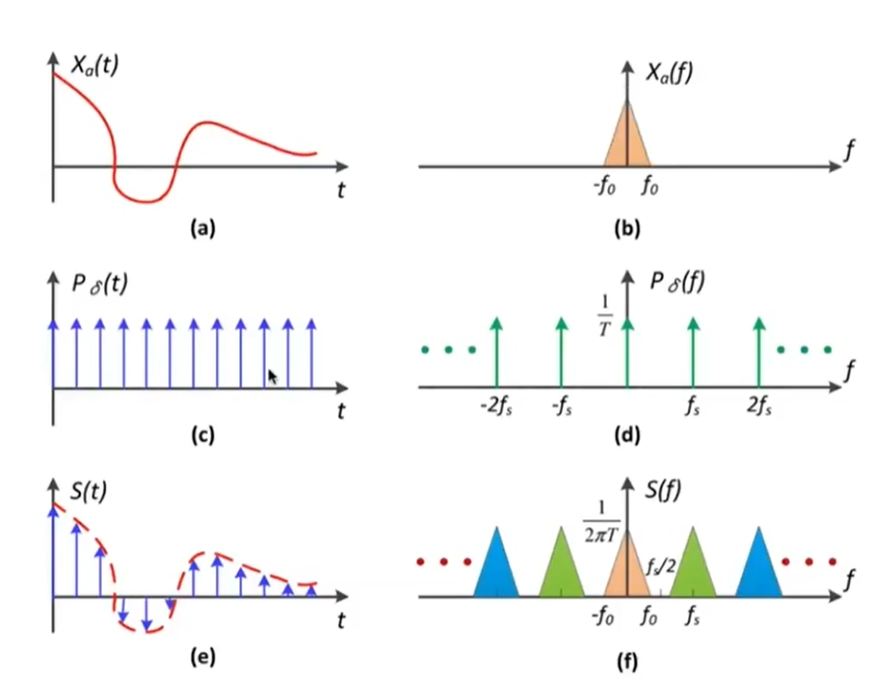 Xₐ(t)
t
(a)
Xₐ(f)
f
-f₀ f₀
(b)
P δ(t)
t
(c)
P δ(f)
1
T
f
-2fₛ -fₛ fₛ 2fₛ
(d)
S(t)
t
(e)
S(f)
1
2πT
fₛ/2
f
-f₀ f₀ fₛ
(f)